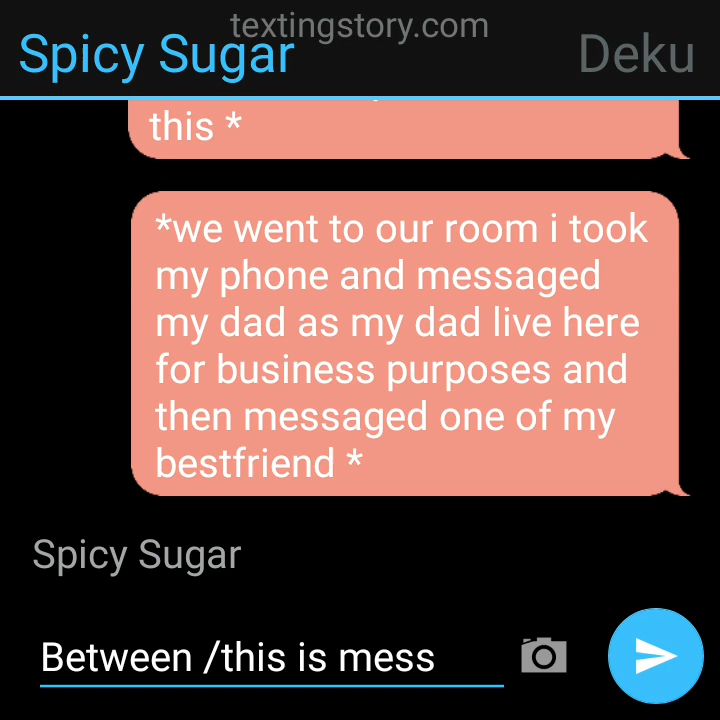 textingstory.com
Spicy Sugar
Deku
this *
*we went to our room i took
my phone and messaged
my dad as my dad live here
for business purposes and
then messaged one of my
bestfriend *
Spicy Sugar
Between /this is mess